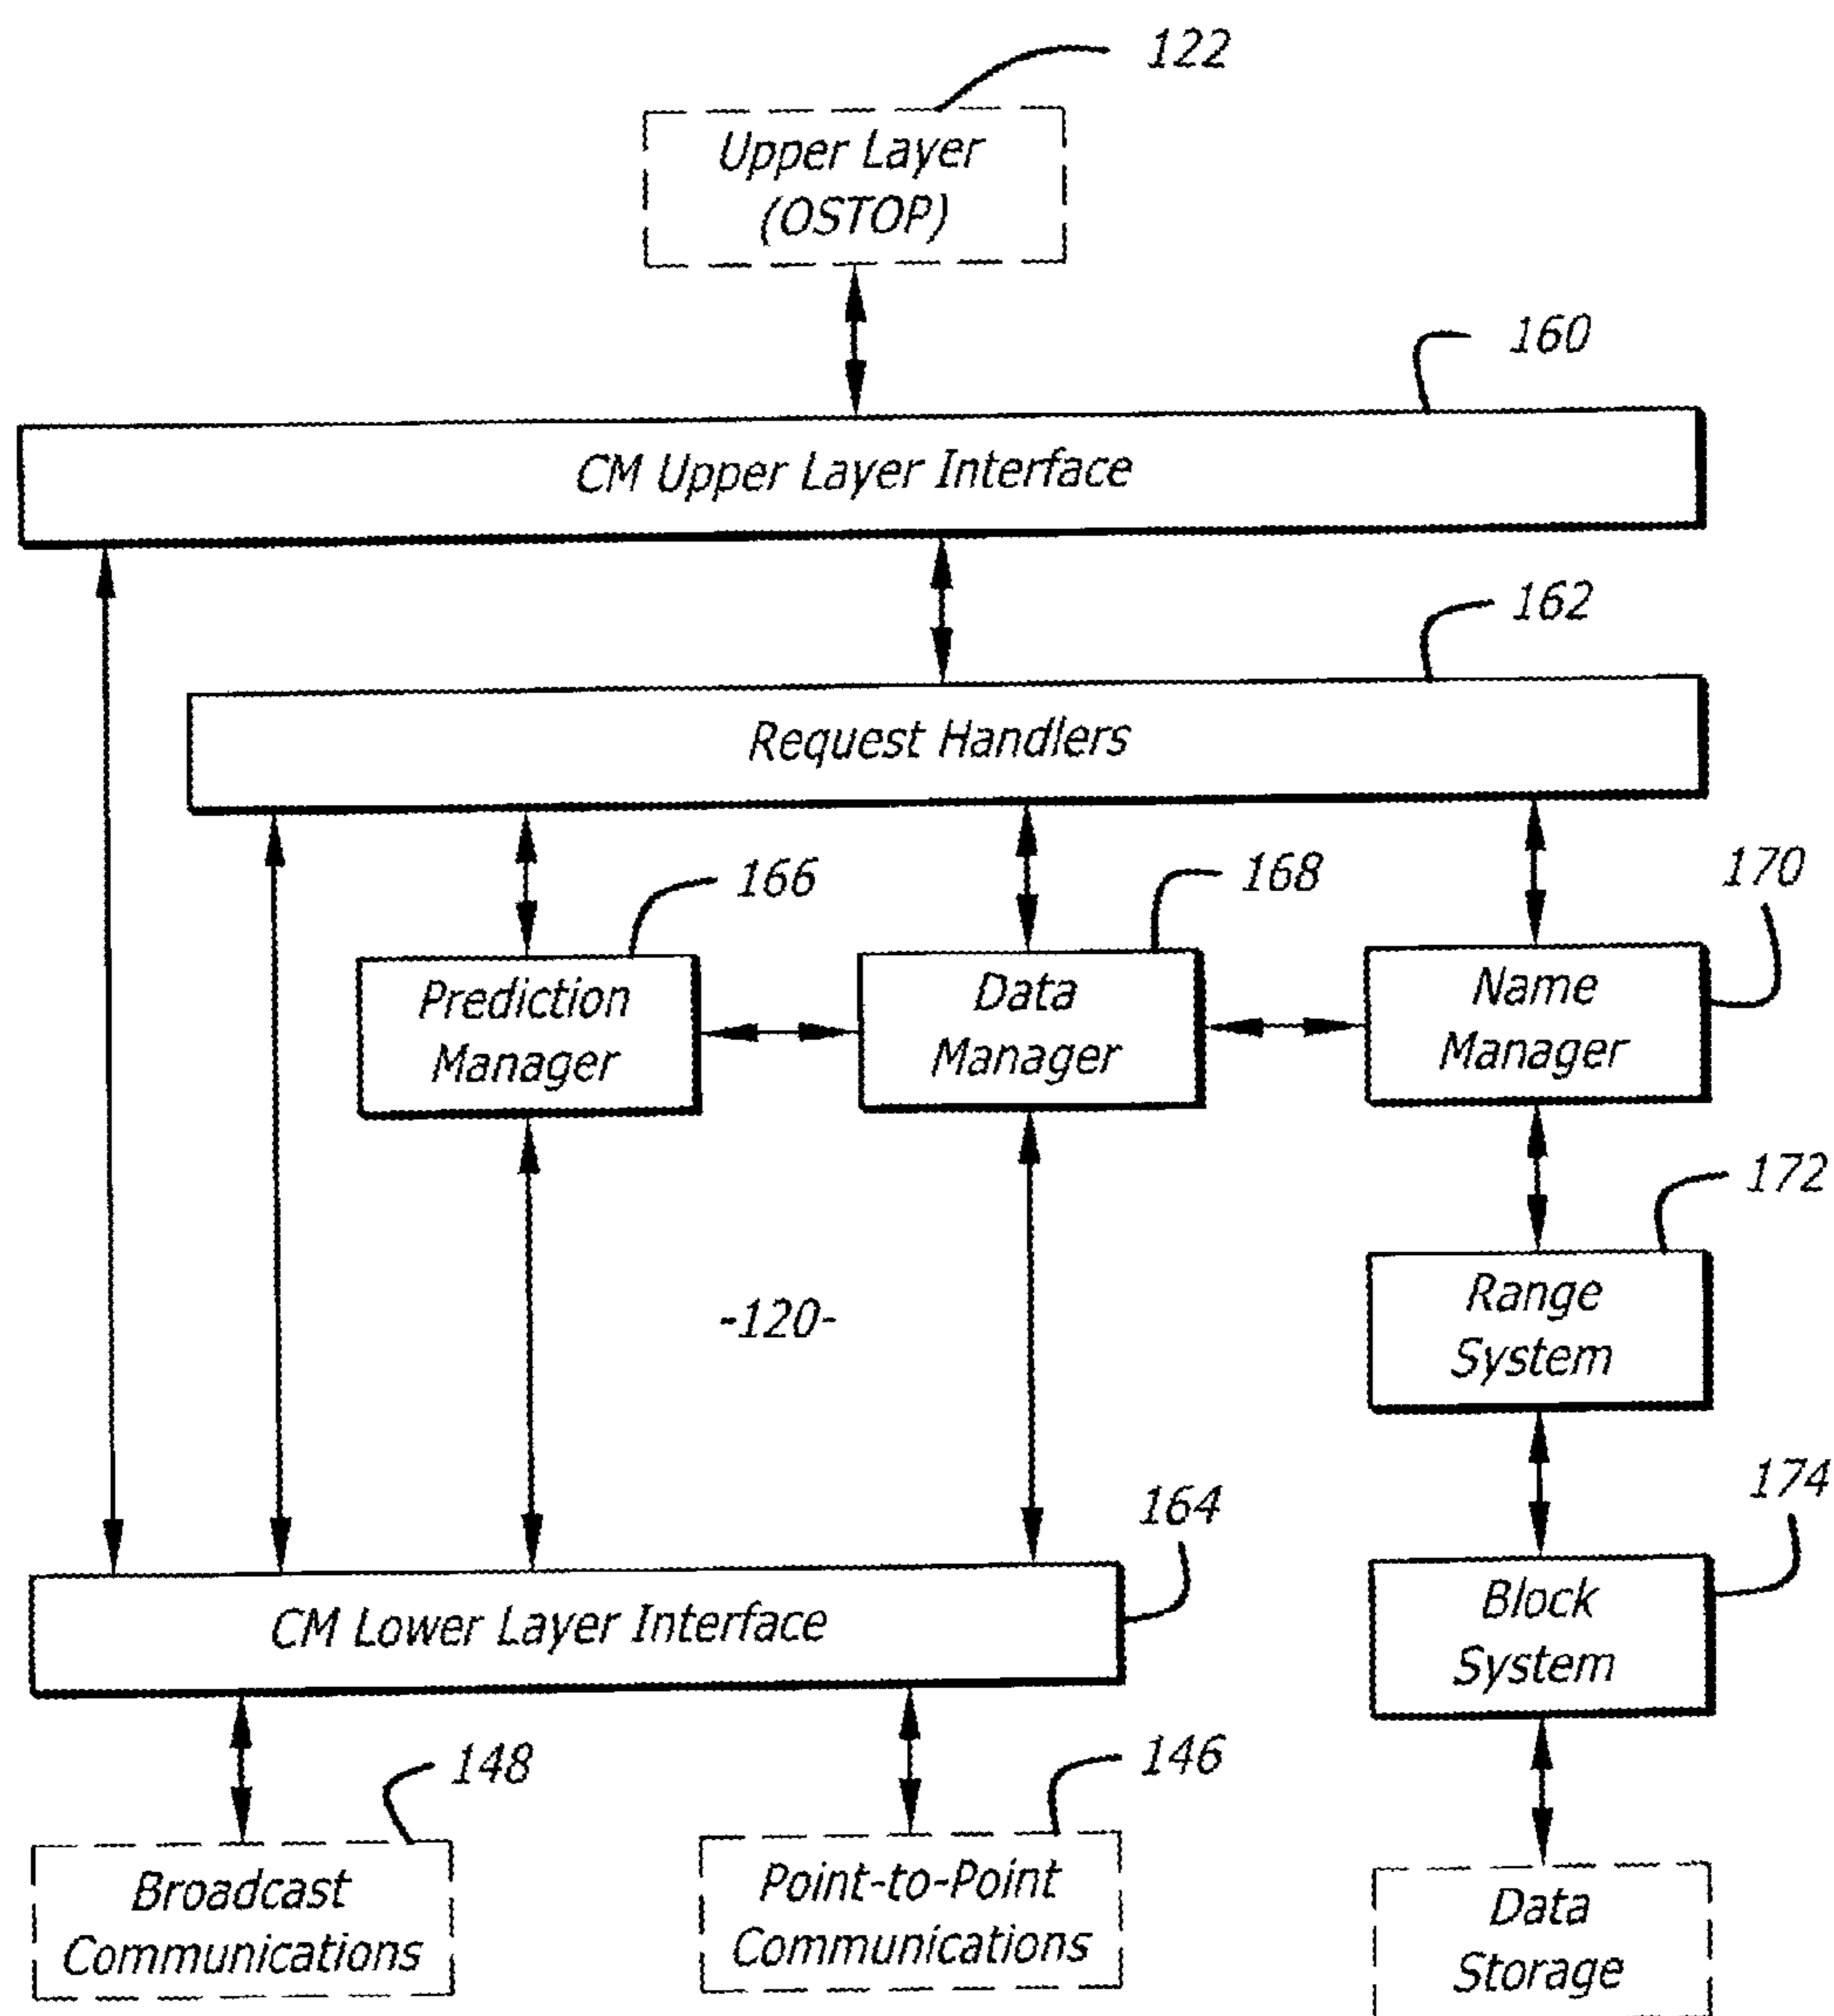 122
Upper Layer
(OSTOP)
160
CM Upper Layer Interface
162
Request Handlers
166
168
170
Prediction
Manager
Data
Manager
Name
Manager
172
Range
System
-120-
164
174
CM Lower Layer Interface
Block
System
148
146
Broadcast
Communications
Point-to-Point
Communications
Data
Storage